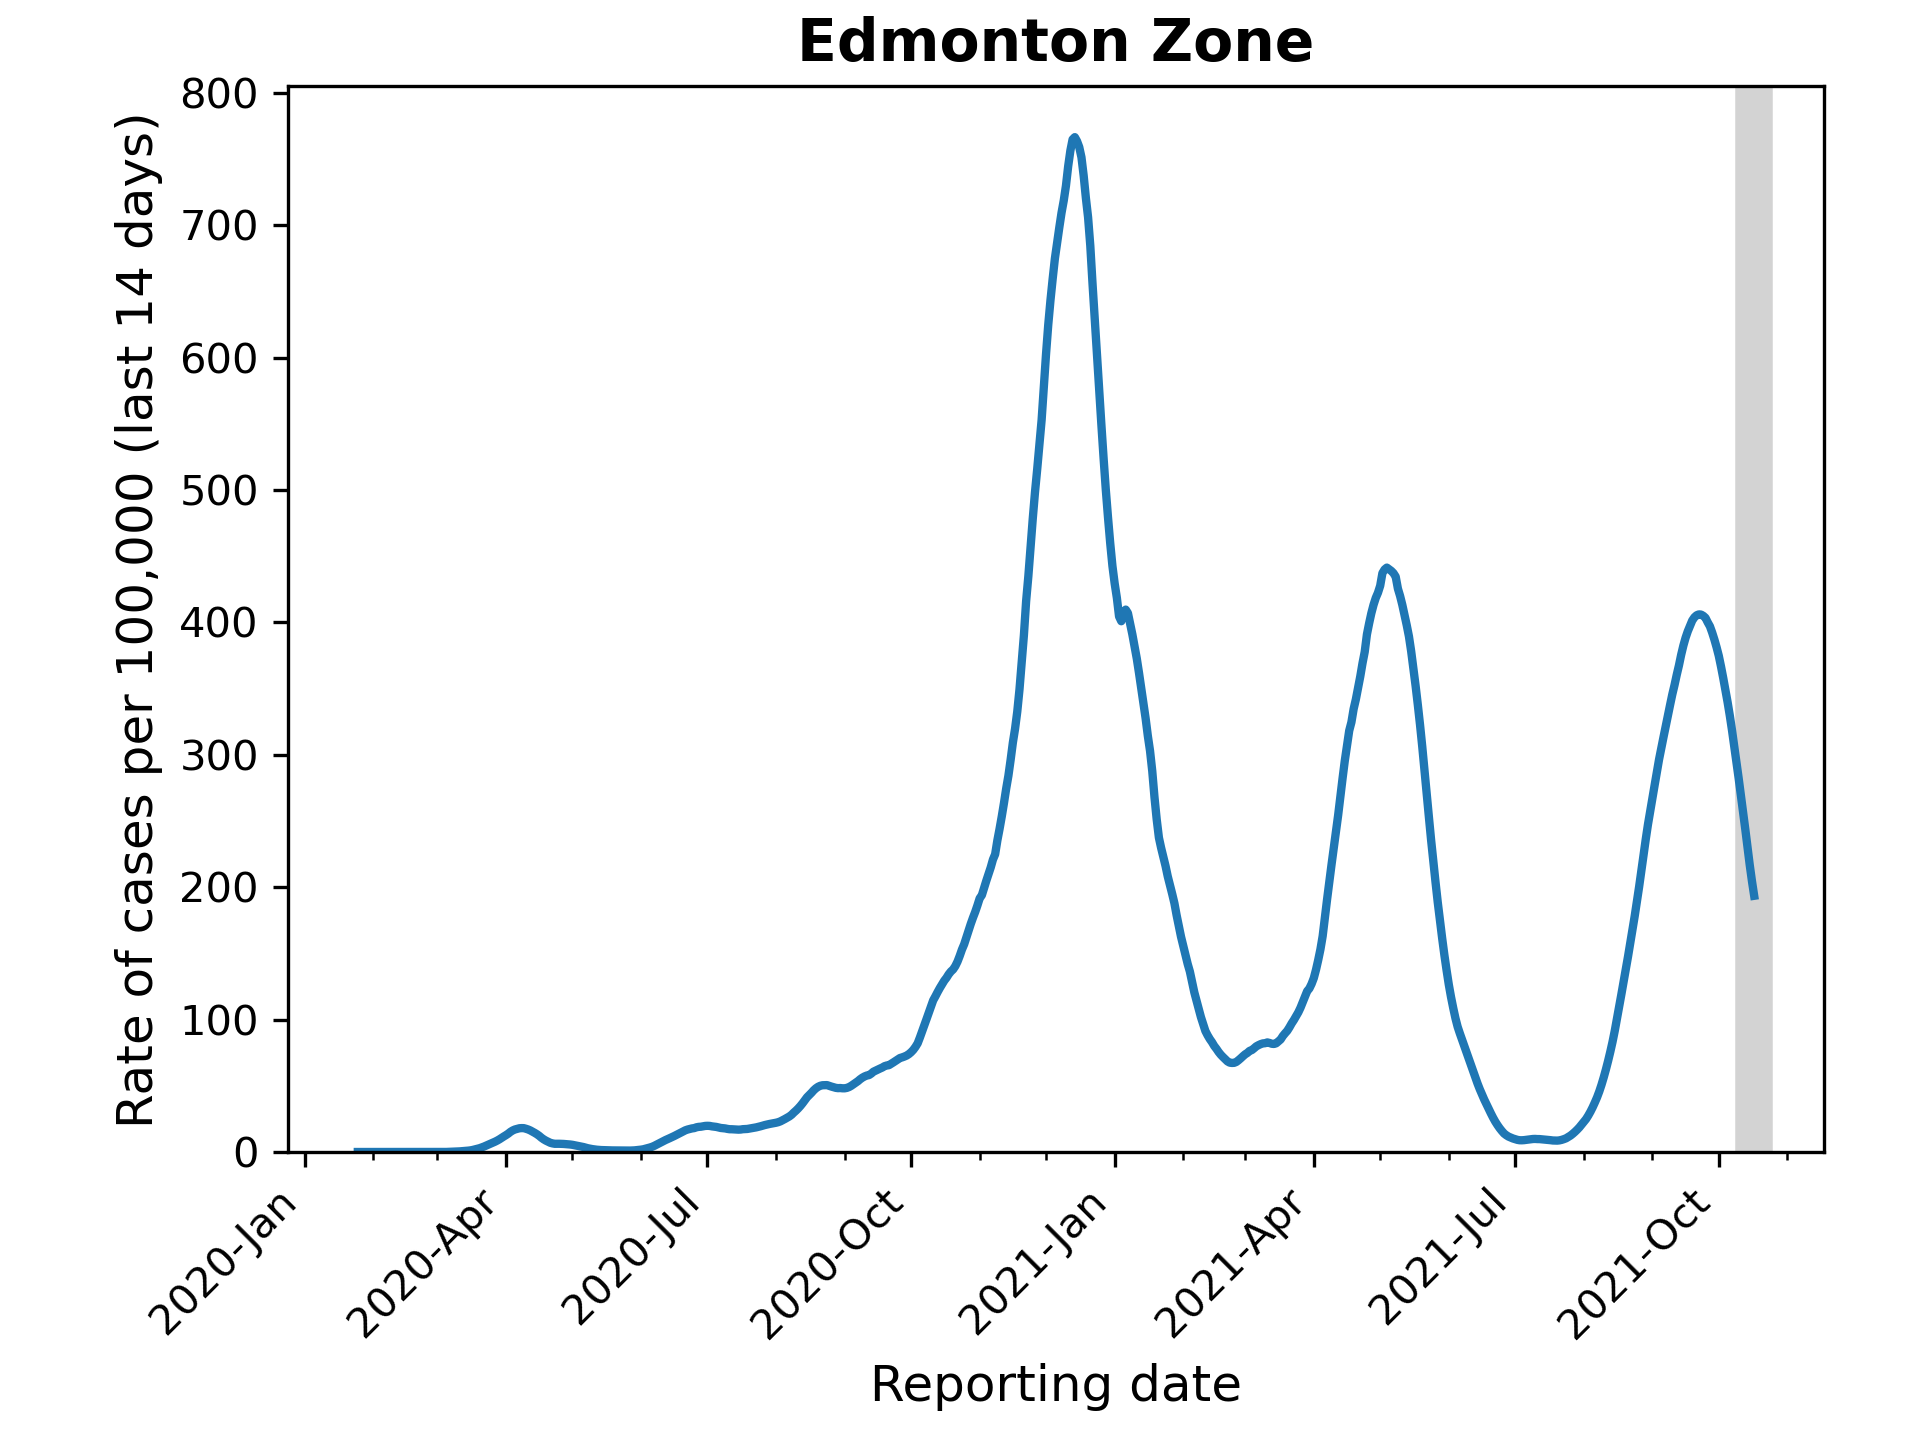 Edmonton Zone
Rate of cases per 100,000 (last 14 days)
800
700
600
500
400
300
200
100
0
2020-Jan
2020-Apr
2020-Jul
2020-Oct
2021-Jan
2021-Apr
2021-Jul
2021-Oct
Reporting date